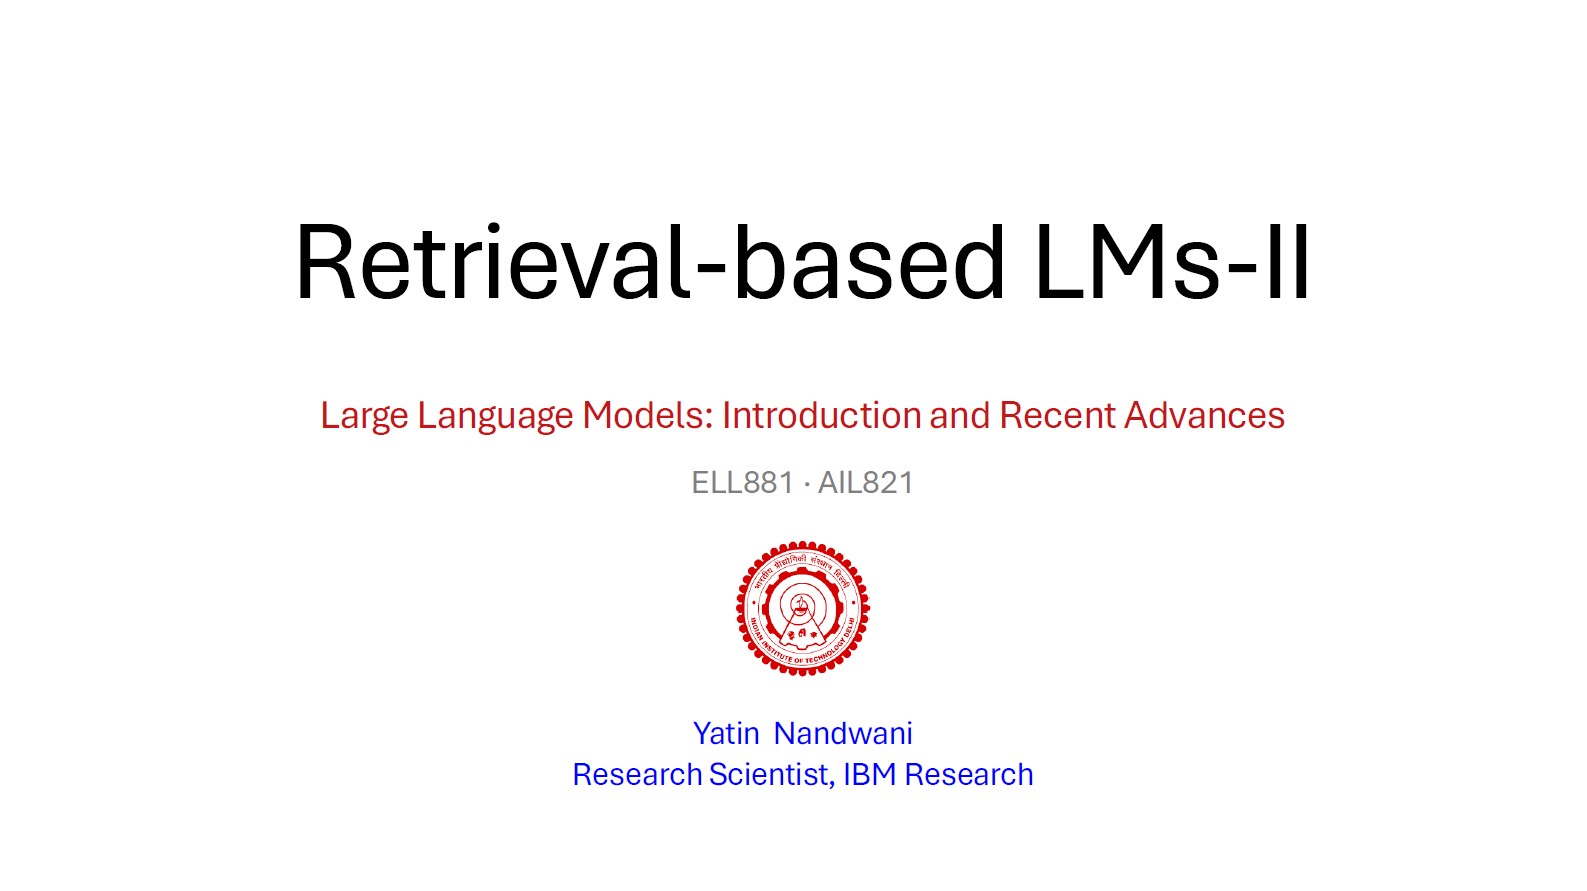 Retrieval-based LMs-II
Large Language Models: Introduction and Recent Advances
ELL881 · AIL821
भारतीय प्रौद्योगिकी संस्थान दिल्ली
INDIAN INSTITUTE OF TECHNOLOGY DELHI
Yatin Nandwani
Research Scientist, IBM Research